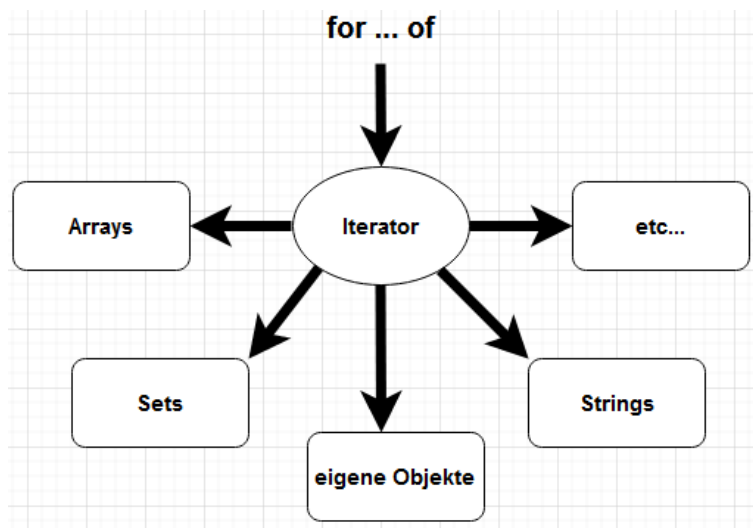 for ... of
Arrays
Iterator
etc...
Sets
Strings
eigene Objekte